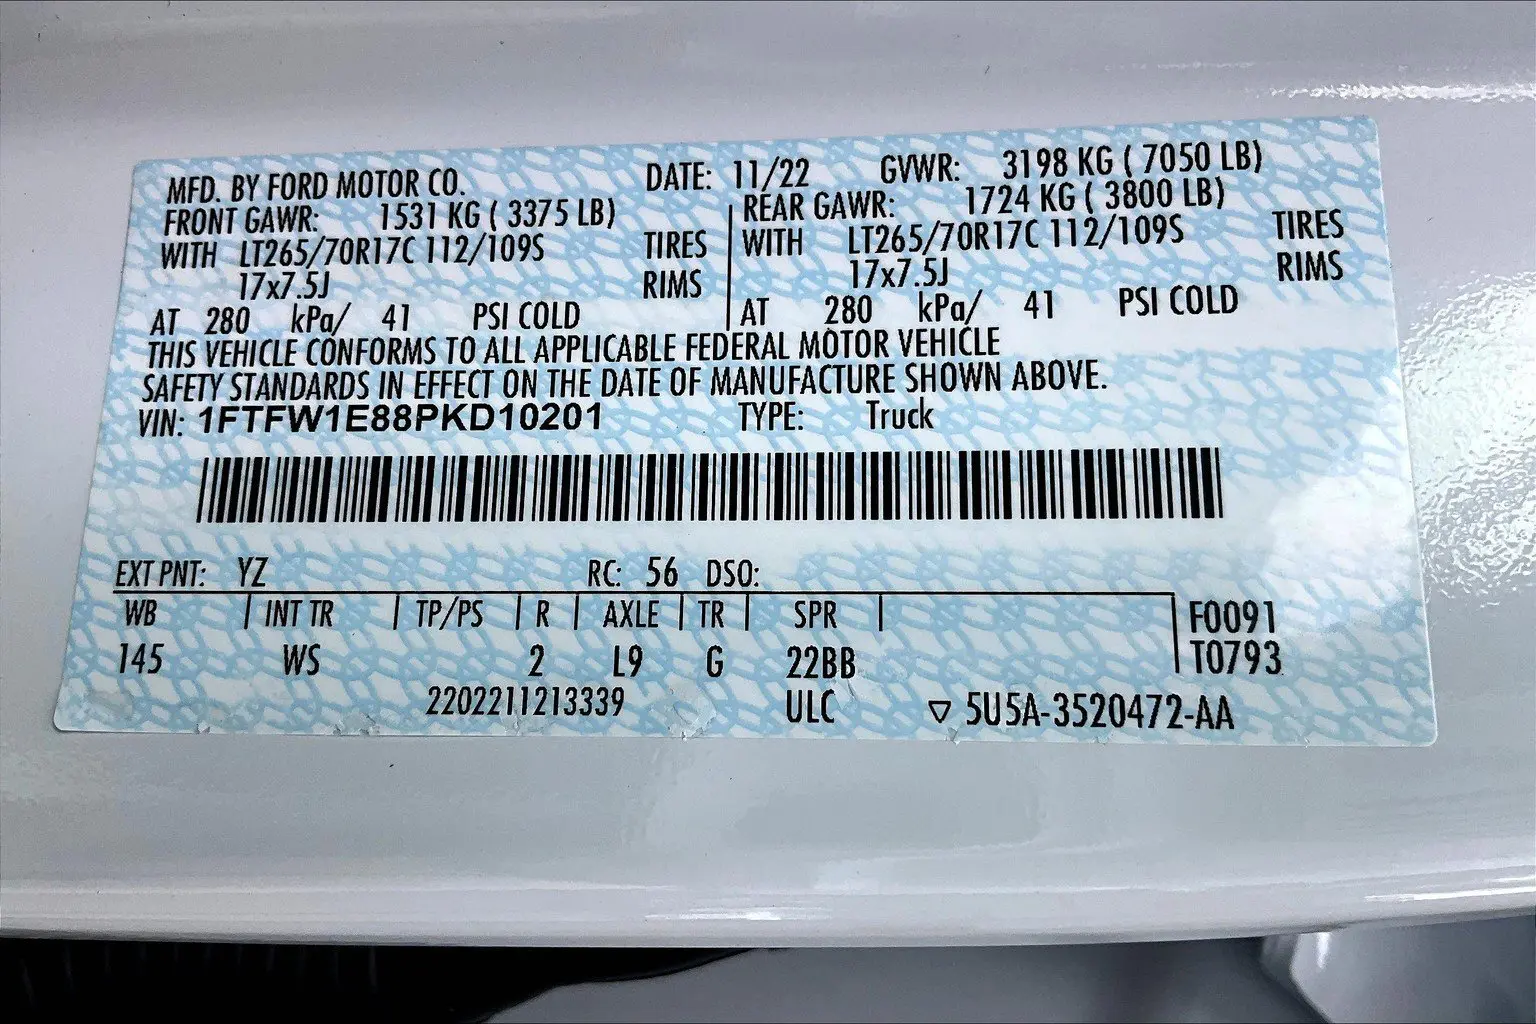 MFD. BY FORD MOTOR CO. DATE: 11/22 GVWR: 3198 KG ( 7050 LB)
FRONT GAWR: 1531 KG ( 3375 LB) REAR GAWR: 1724 KG ( 3800 LB)
WITH LT265/70R17C 112/109S TIRES WITH LT265/70R17C 112/109S TIRES
17x7.5J RIMS 17x7.5J RIMS
AT 280 kPa/ 41 PSI COLD AT 280 kPa/ 41 PSI COLD
THIS VEHICLE CONFORMS TO ALL APPLICABLE FEDERAL MOTOR VEHICLE
SAFETY STANDARDS IN EFFECT ON THE DATE OF MANUFACTURE SHOWN ABOVE.
VIN: 1FTFW1E88PKD10201 TYPE: Truck
EXT PNT: YZ RC: 56 DSO:
WB | INT TR | TP/PS | R | AXLE | TR | SPR | F0091
145 WS 2 L9 G 22BB T0793
2202211213339 ULC ▽ 5U5A-3520472-AA